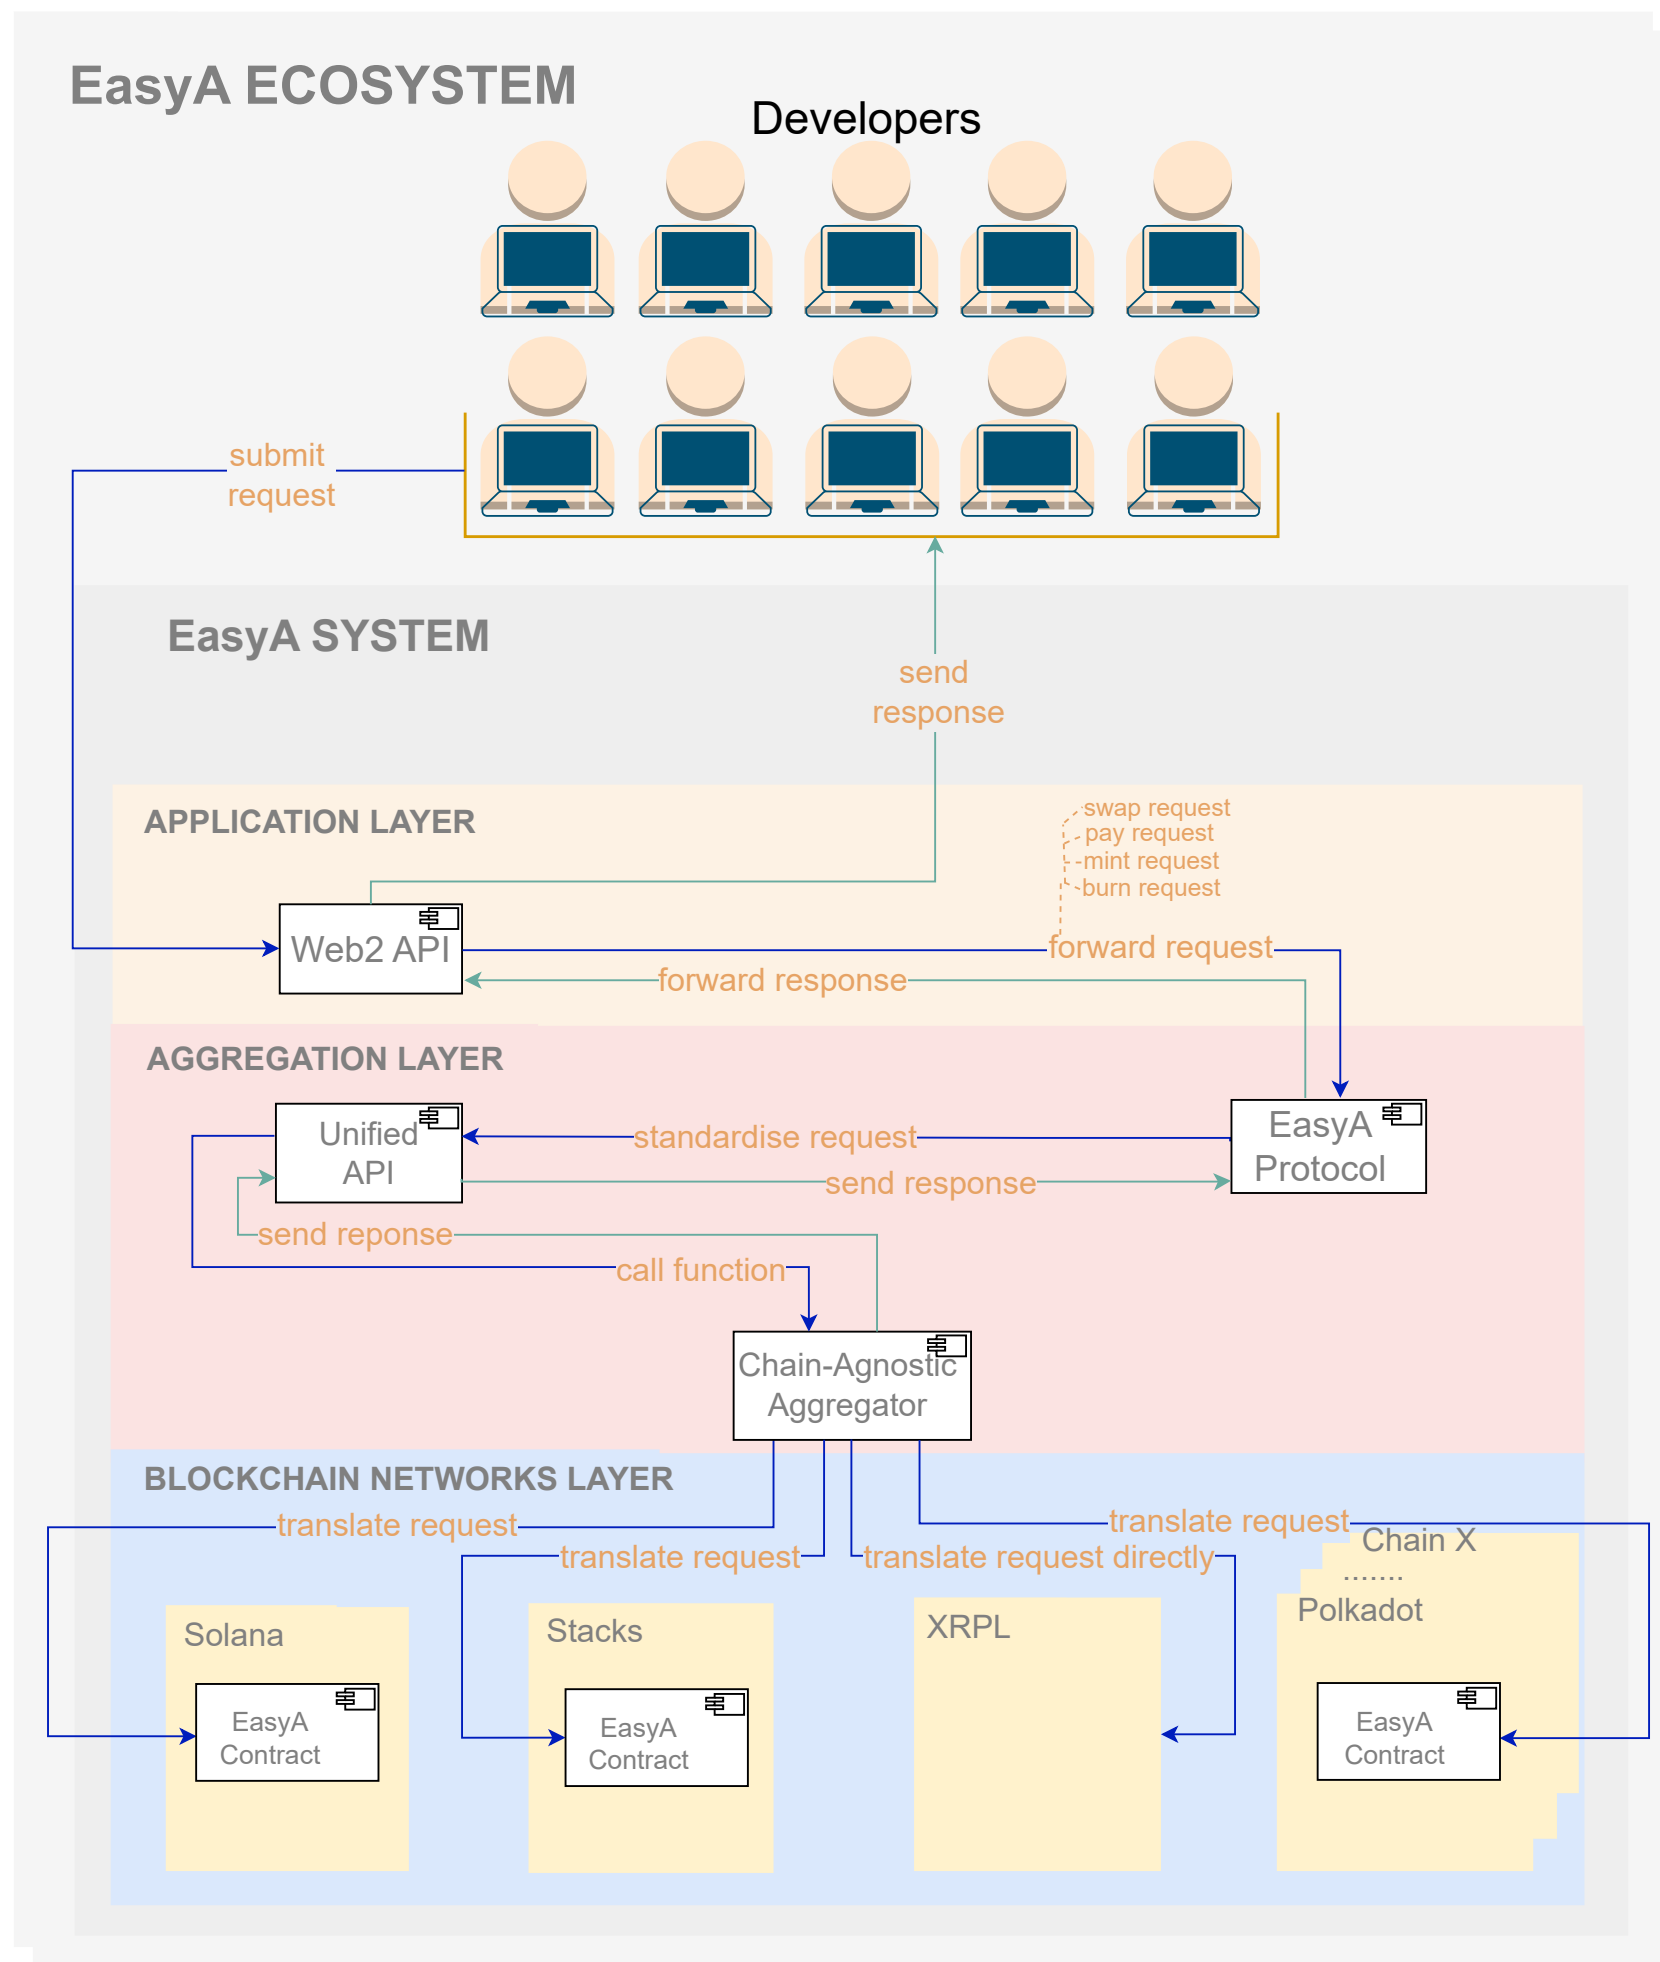 EasyA ECOSYSTEM
Developers
submit
request
EasyA SYSTEM
send
response
APPLICATION LAYER
swap request
pay request
mint request
burn request
Web2 API
forward request
forward response
AGGREGATION LAYER
Unified
API
standardise request
EasyA
Protocol
send response
send reponse
call function
Chain-Agnostic
Aggregator
BLOCKCHAIN NETWORKS LAYER
translate request
translate request
translate request directly
translate request
Chain X
.......
Polkadot
Solana
Stacks
XRPL
EasyA
Contract
EasyA
Contract
EasyA
Contract